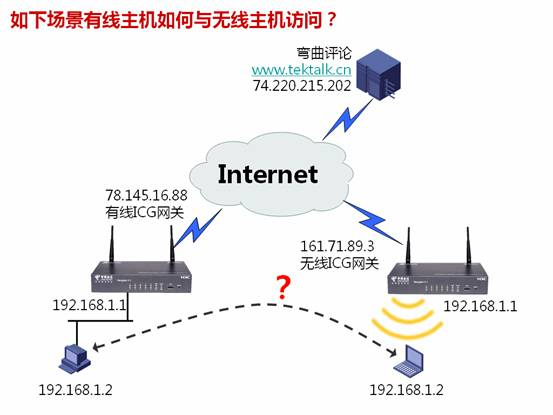 如下场景有线主机如何与无线主机访问？
弯曲评论
www.tektalk.cn
74.220.215.202
Internet
78.145.16.88
有线ICG网关
161.71.89.3
无线ICG网关
?
192.168.1.1
192.168.1.1
192.168.1.2
192.168.1.2